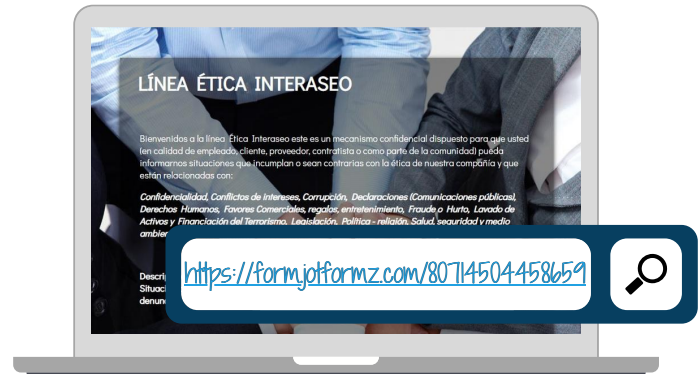 LÍNEA ÉTICA INTERASEO
Bienvenidos a la línea Ética Interaseo este es un mecanismo confidencial dispuesto para que usted
(en calidad de empleado, cliente, proveedor, contratista o como parte de la comunidad) pueda
informarnos situaciones que incumplan o sean contrarias con la ética de nuestra compañía y que
están relacionadas con:
Confidencialidad, Conflictos de Intereses, Corrupción, Declaraciones (Comunicaciones públicas),
Derechos Humanos, Favores Comerciales, regalos, entretenimiento, Fraude o Hurto, Lavado de
Activos y Financiación del Terrorismo, Legislación, Política - religión, Salud, seguridad y medio
https://form.jotformz.com/80714504458659